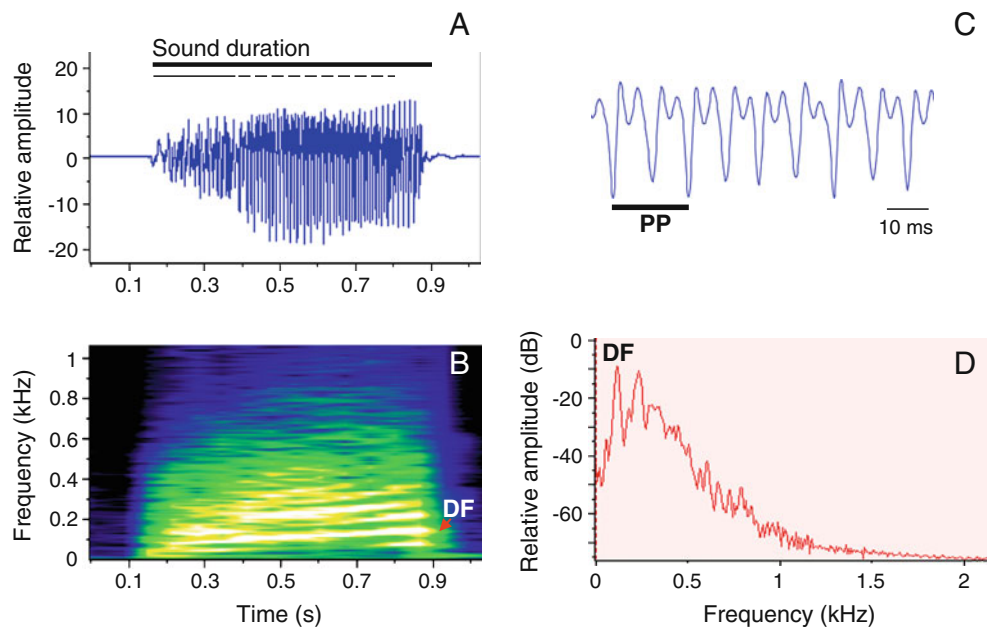 A
Sound duration
Relative amplitude
20
10
0
-10
-20
0.1 0.3 0.5 0.7 0.9
C
PP
10 ms
B
Frequency (kHz)
1
0.8
0.6
0.4
0.2
0
DF
0.1 0.3 0.5 0.7 0.9
Time (s)
D
Relative amplitude (dB)
0
-20
-40
-60
DF
0 0.5 1 1.5 2
Frequency (kHz)